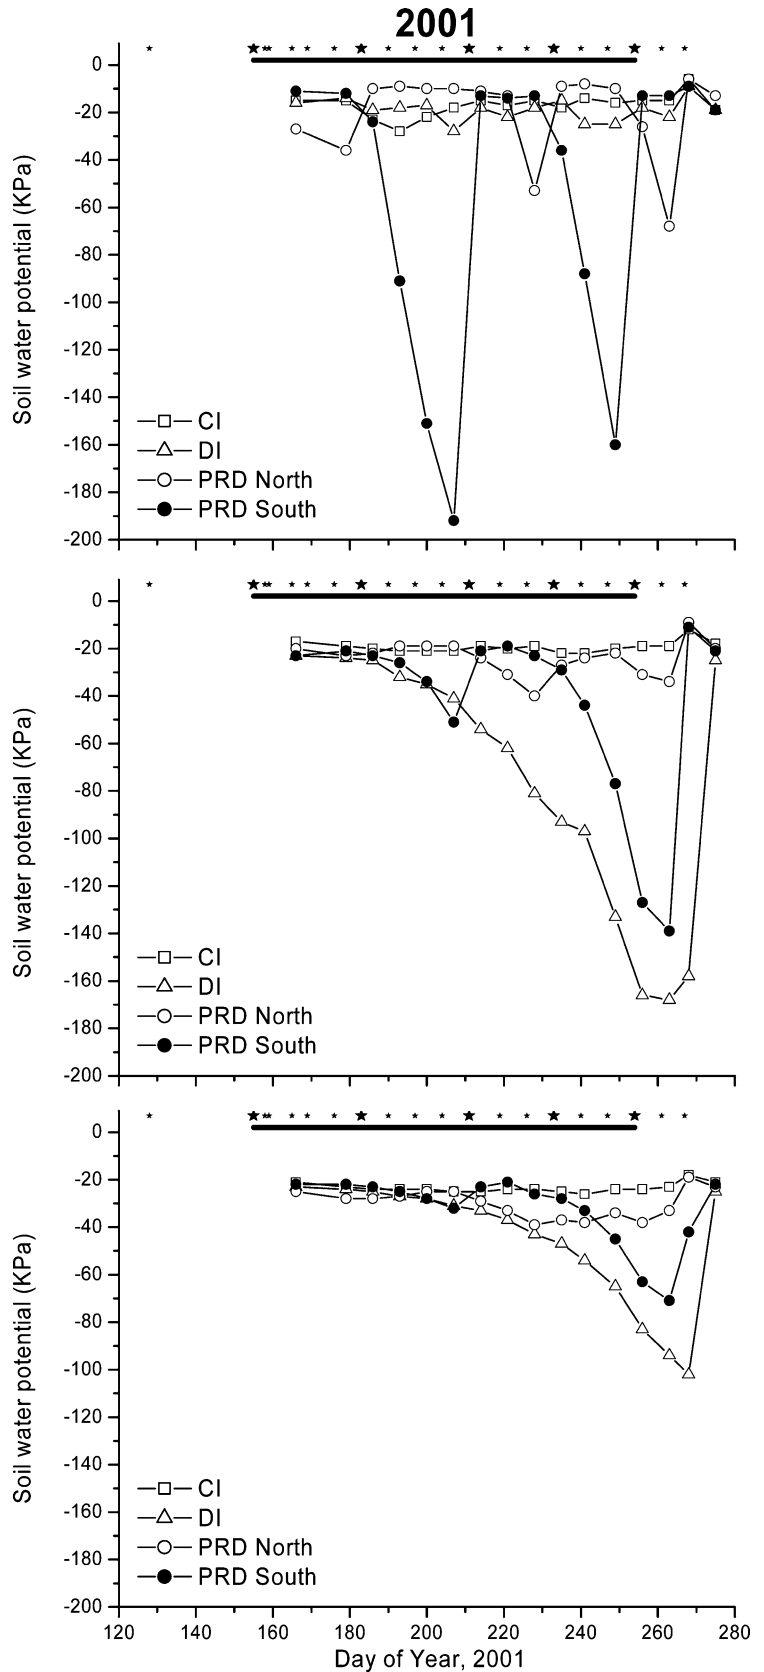 2001
0
-20
-40
-60
-80
-100
-120
-140
-160
-180
-200
Soil water potential (KPa)
CI
DI
PRD North
PRD South
0
-20
-40
-60
-80
-100
-120
-140
-160
-180
-200
Soil water potential (KPa)
CI
DI
PRD North
PRD South
0
-20
-40
-60
-80
-100
-120
-140
-160
-180
-200
Soil water potential (KPa)
CI
DI
PRD North
PRD South
120 140 160 180 200 220 240 260 280
Day of Year, 2001